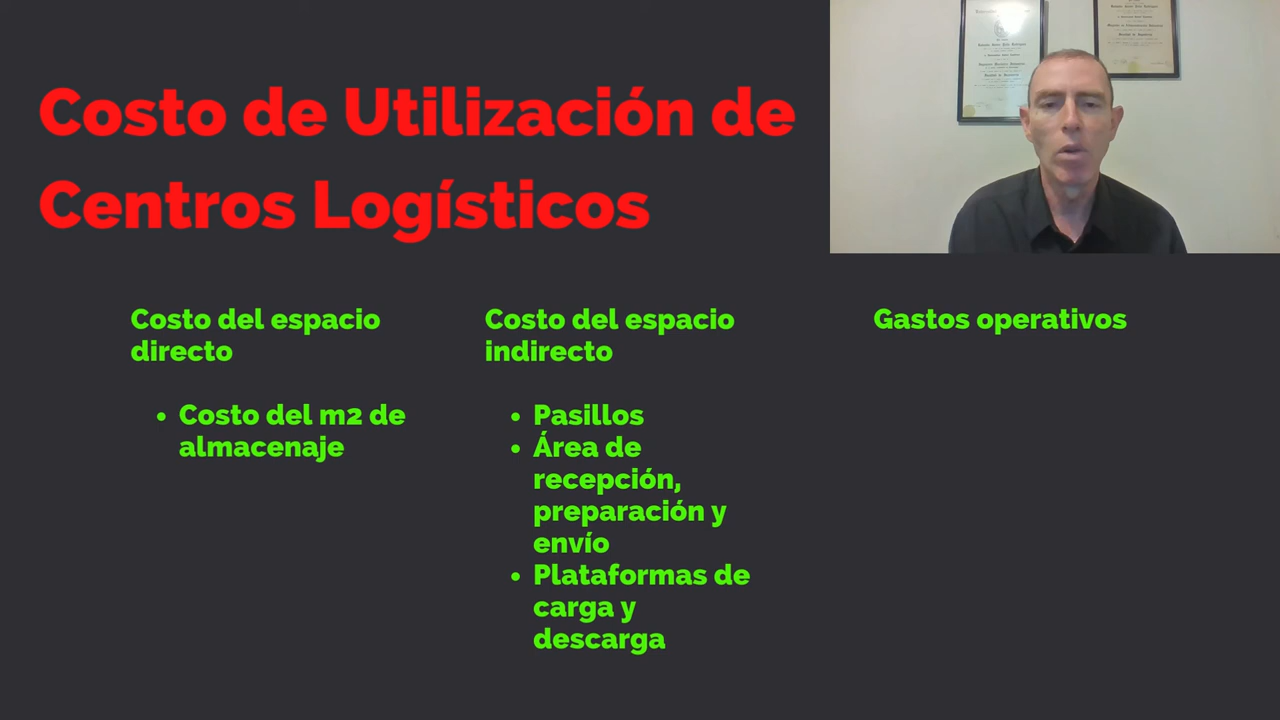 Costo de Utilización de
Centros Logísticos
Costo del espacio
directo
• Costo del m2 de
almacenaje
Costo del espacio
indirecto
• Pasillos
• Área de
recepción,
preparación y
envío
• Plataformas de
carga y
descarga
Gastos operativos